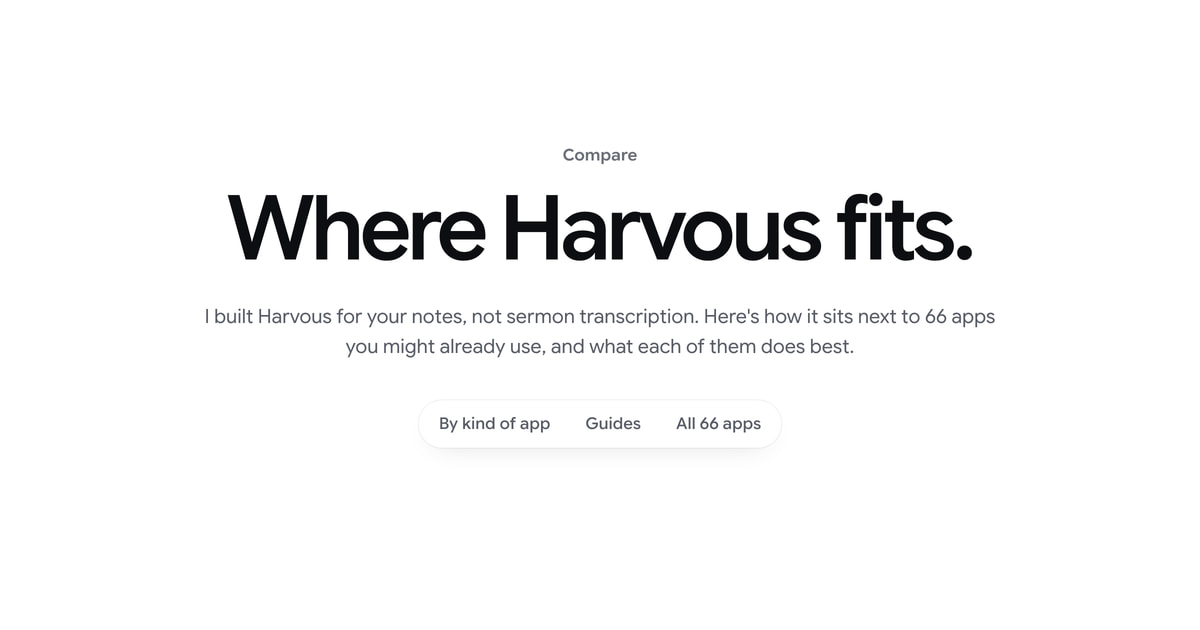 Compare
Where Harvous fits.
I built Harvous for your notes, not sermon transcription. Here's how it sits next to 66 apps
you might already use, and what each of them does best.
By kind of app Guides All 66 apps